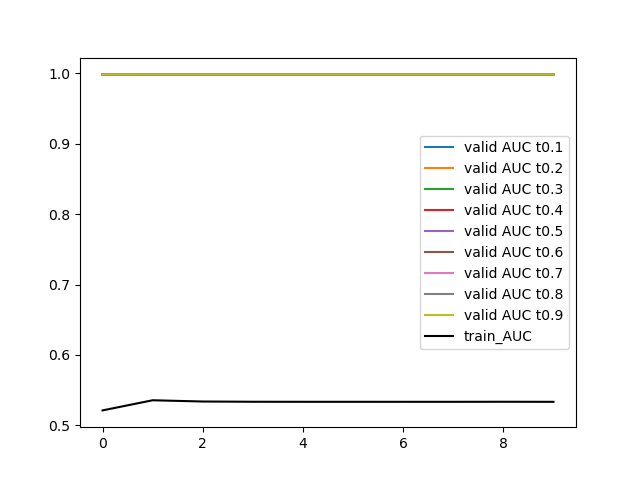 1.0
0.9
0.8
0.7
0.6
0.5
0 2 4 6 8
valid AUC t0.1
valid AUC t0.2
valid AUC t0.3
valid AUC t0.4
valid AUC t0.5
valid AUC t0.6
valid AUC t0.7
valid AUC t0.8
valid AUC t0.9
train_AUC